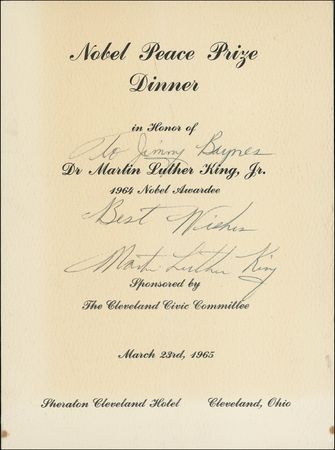 Nobel Peace Prize
Dinner
in Honor of
To Jimmy Baynes
Dr Martin Luther King, Jr.
1964 Nobel Awardee
Best Wishes
Martin Luther King
Sponsored by
The Cleveland Civic Committee
March 23rd, 1965
Sheraton Cleveland Hotel Cleveland, Ohio